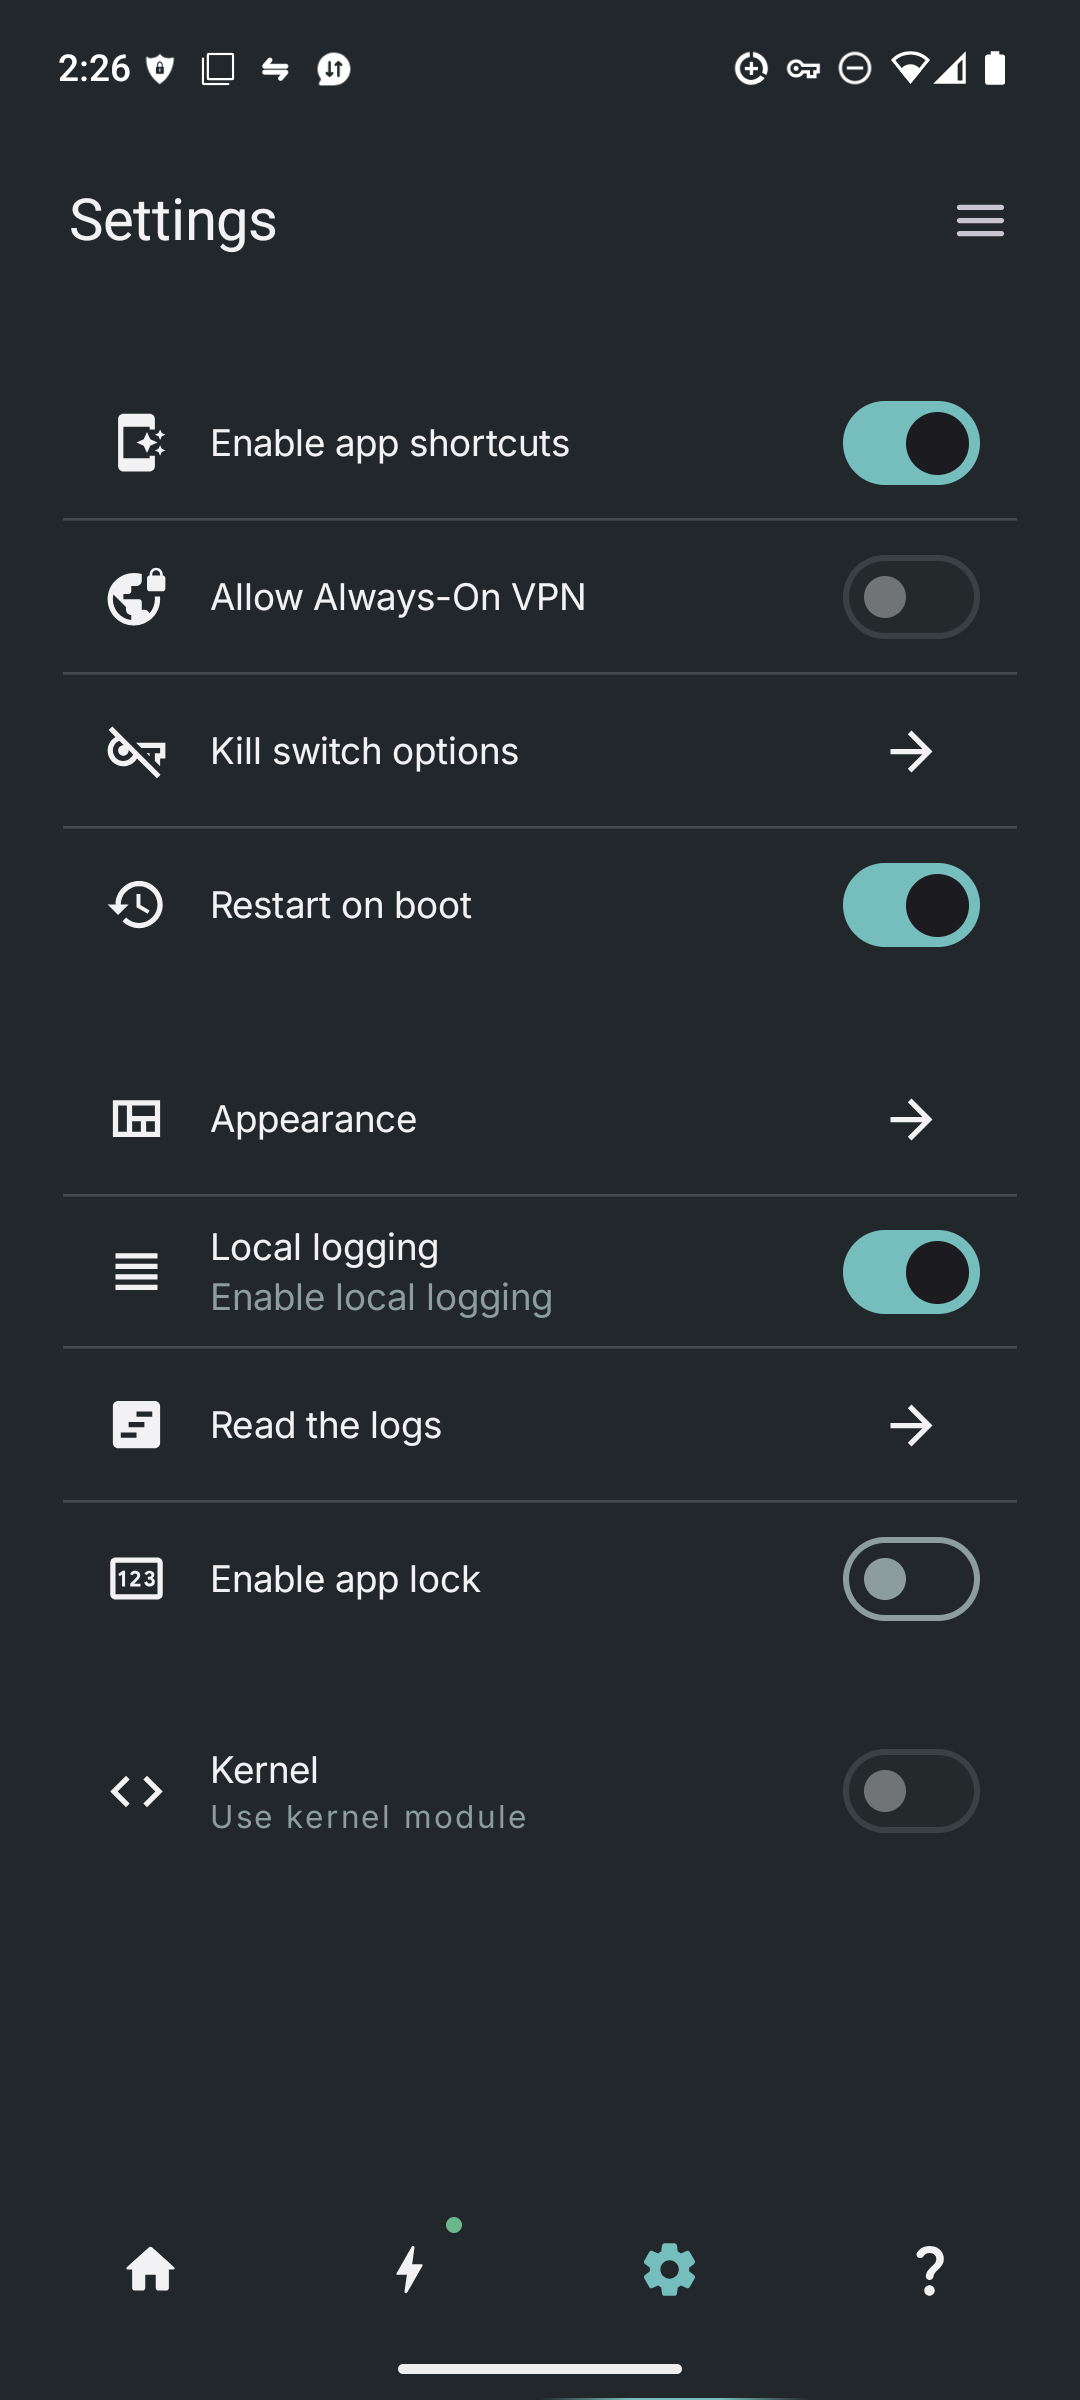 2:26
Settings
Enable app shortcuts
Allow Always-On VPN
Kill switch options
Restart on boot
Appearance
Local logging
Enable local logging
Read the logs
123
Enable app lock
Kernel
Use kernel module